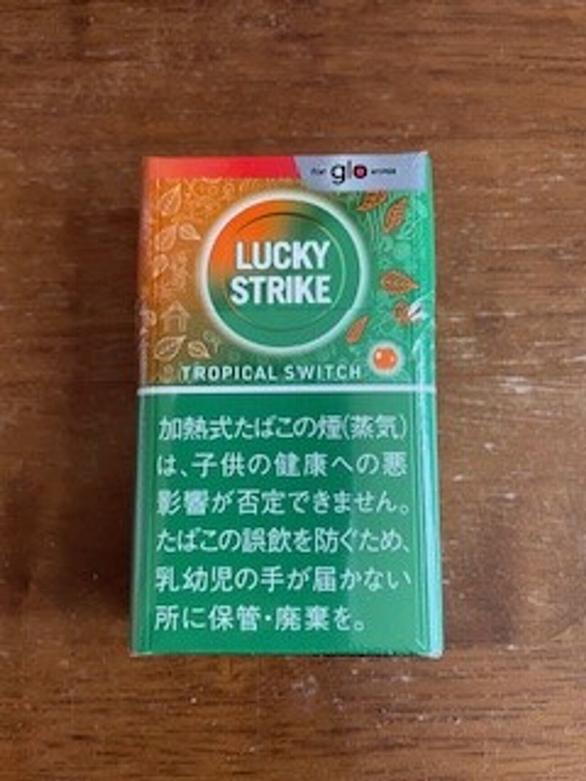 for glo
LUCKY
STRIKE
TROPICAL SWITCH
加熱式たばこの煙(蒸気)
は、子供の健康への悪
影響が否定できません。
たばこの誤飲を防ぐため、
乳幼児の手が届かない
所に保管・廃棄を。